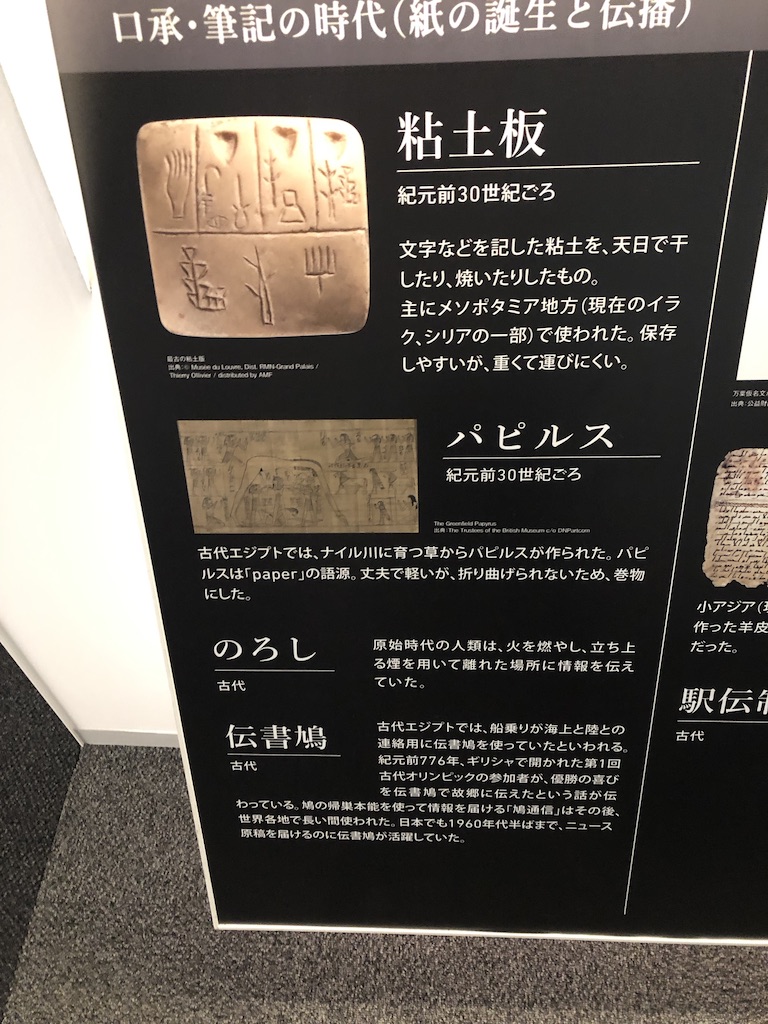 口承・筆記の時代(紙の誕生と伝播)
粘土板
紀元前30世紀ごろ
文字などを記した粘土を、天日で干
したり、焼いたりしたもの。
主にメソポタミア地方(現在のイラ
ク、シリアの一部)で使われた。保存
しやすいが、重くて運びにくい。
最古の粘土版
出典:© Musée du Louvre, Dist. RMN-Grand Palais /
Thierry Ollivier / distributed by AMF
パピルス
紀元前30世紀ごろ
The Greenfield Papyrus
出典:The Trustees of the British Museum c/o DNPartcom
古代エジプトでは、ナイル川に育つ草からパピルスが作られた。パピ
ルスは「paper」の語源。丈夫で軽いが、折り曲げられないため、巻物
にした。
のろし
古代
原始時代の人類は、火を燃やし、立ち上
る煙を用いて離れた場所に情報を伝え
ていた。
伝書鳩
古代
古代エジプトでは、船乗りが海上と陸との
連絡用に伝書鳩を使っていたといわれる。
紀元前776年、ギリシャで開かれた第1回
古代オリンピックの参加者が、優勝の喜び
を伝書鳩で故郷に伝えたという話が伝
わっている。鳩の帰巣本能を使って情報を届ける「鳩通信」はその後、
世界各地で長い間使われた。日本でも1960年代半ばまで、ニュース
原稿を届けるのに伝書鳩が活躍していた。
万葉仮名文
出典:公益財
小アジア(
作った羊皮
だった。
駅伝制
古代